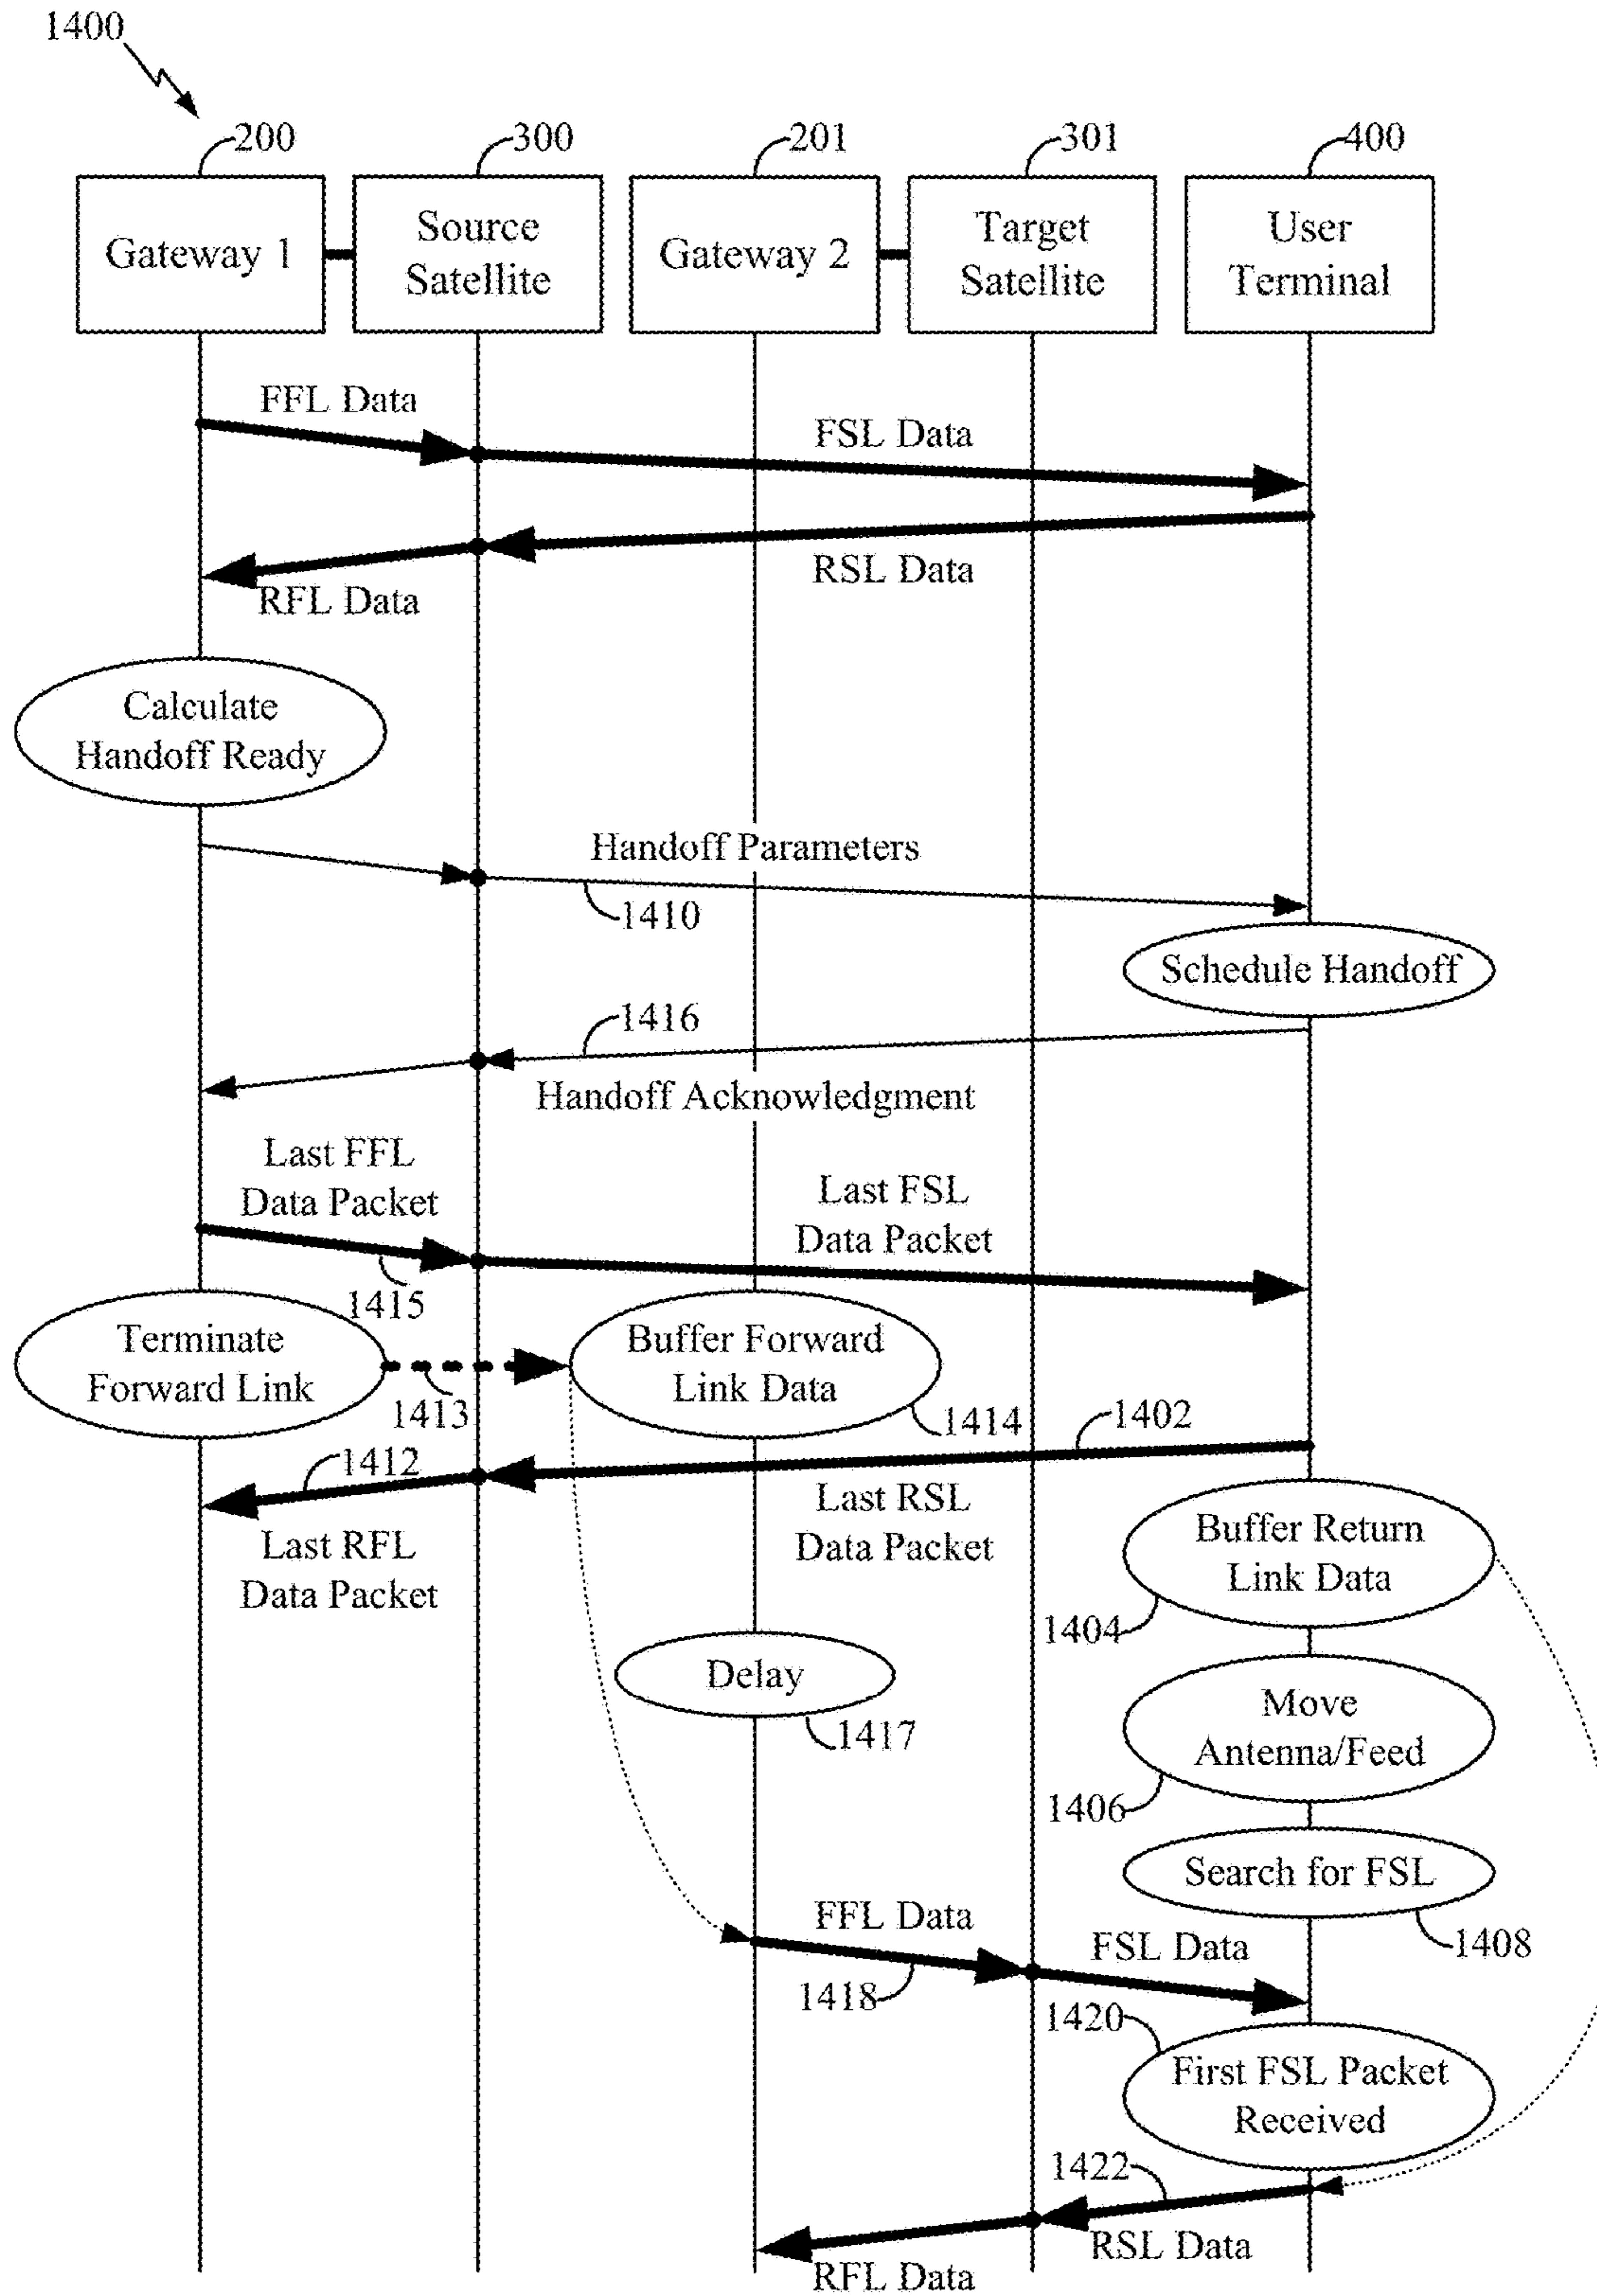 1400
200
300
201
301
400
Gateway 1
Source
Satellite
Gateway 2
Target
Satellite
User
Terminal
FFL Data
FSL Data
RSL Data
RFL Data
Calculate
Handoff Ready
Handoff Parameters
1410
Schedule Handoff
1416
Handoff Acknowledgment
Last FFL
Data Packet
Last FSL
Data Packet
1415
Terminate
Forward Link
1413
Buffer Forward
Link Data
1414
1402
1412
Last RSL
Data Packet
Last RFL
Data Packet
Buffer Return
Link Data
1404
Delay
1417
Move
Antenna/Feed
1406
Search for FSL
1408
FFL Data
FSL Data
1418
1420
First FSL Packet
Received
1422
RSL Data
RFL Data